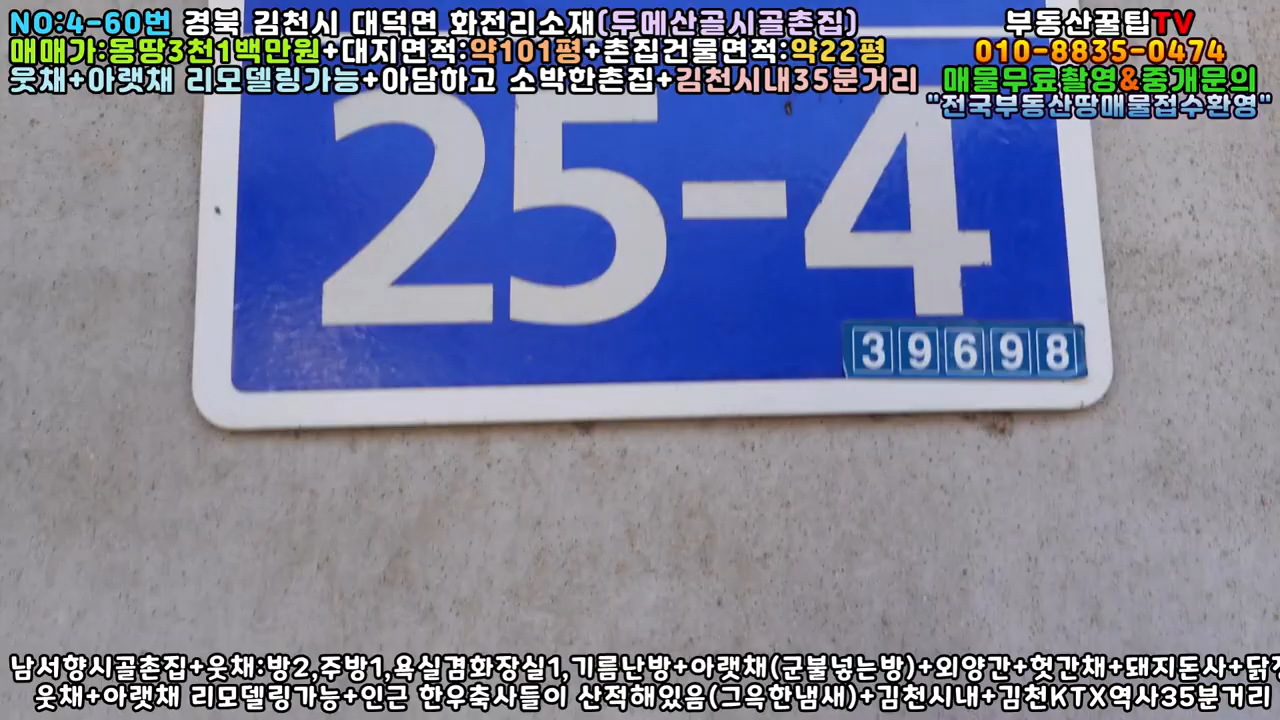 NO:4-60번 경북 김천시 대덕면 화전리소재(두메산골시골촌집)
매매가:몽땅3천1백만원+대지면적:약101평+촌집건물면적:약22평
웃채+아랫채 리모델링가능+아담하고 소박한촌집+김천시내35분거리
부동산꿀팁TV
010-8835-0474
매물무료촬영&중개문의
"전국부동산땅매물접수환영"
25-4
39698
남서향시골촌집+웃채:방2,주방1,욕실겸화장실1,기름난방+아랫채(군불넣는방)+외양간+헛간채+돼지돈사+닭장
웃채+아랫채 리모델링가능+인근 한우축사들이 산적해있음(그윽한냄새)+김천시내+김천KTX역사35분거리